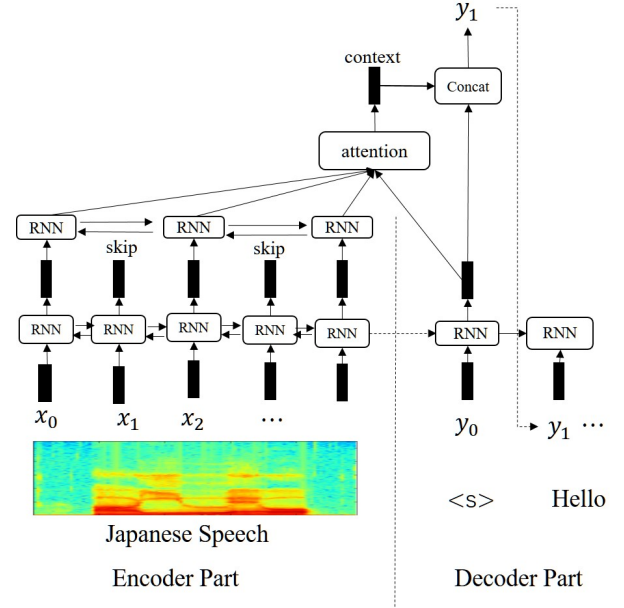 y₁
context
Concat
attention
RNN RNN RNN
skip skip
RNN RNN RNN RNN RNN RNN RNN
x₀ x₁ x₂ ⋯ y₀ y₁ ⋯
<s> Hello
Japanese Speech
Encoder Part Decoder Part